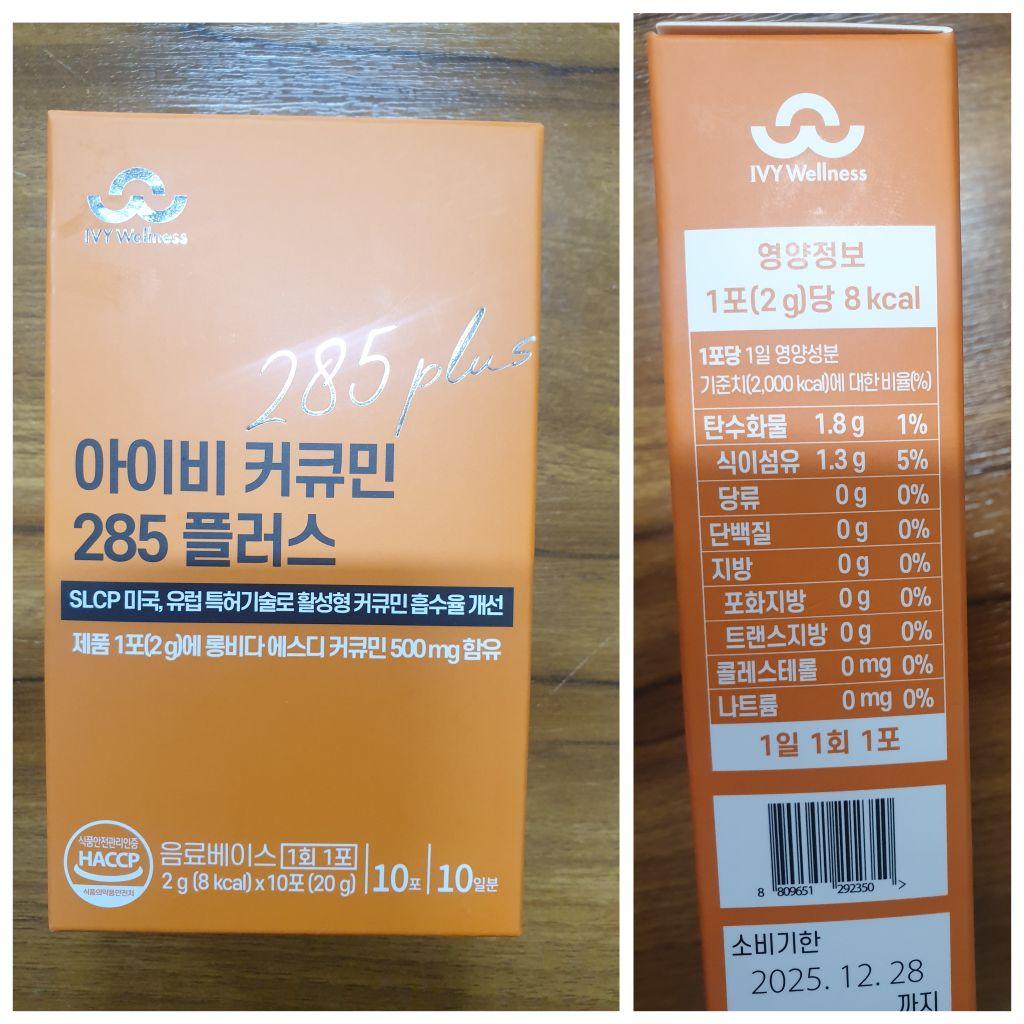 IVY Wellness
285 plus
아이비 커큐민
285 플러스
SLCP 미국, 유럽 특허기술로 활성형 커큐민 흡수율 개선
제품 1포(2 g)에 롱비다 에스디 커큐민 500 mg 함유
식품안전관리인증
HACCP
식품의약품안전처
음료베이스 1회 1포
2 g (8 kcal) x 10포 (20 g)
10포 10일분
IVY Wellness
영양정보
1포(2 g)당 8 kcal
1포당 1일 영양성분
기준치(2,000 kcal)에 대한 비율(%)
탄수화물 1.8 g 1%
식이섬유 1.3 g 5%
당류 0 g 0%
단백질 0 g 0%
지방 0 g 0%
포화지방 0 g 0%
트랜스지방 0 g 0%
콜레스테롤 0 mg 0%
나트륨 0 mg 0%
1일 1회 1포
8 809651 292350 >
소비기한
2025. 12. 28
까지